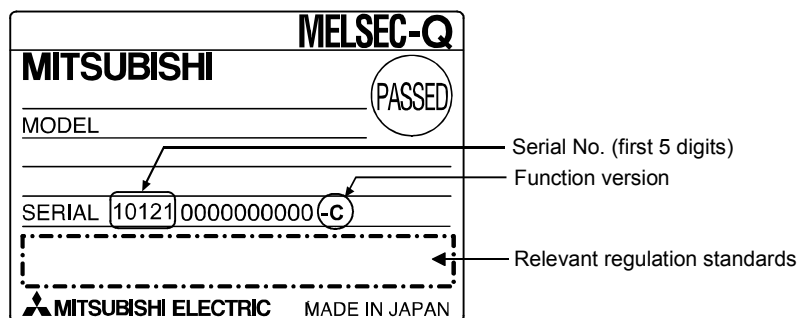 MELSEC-Q
MITSUBISHI
PASSED
MODEL
Serial No. (first 5 digits)
Function version
SERIAL 10121 0000000000 -C
Relevant regulation standards
MITSUBISHI ELECTRIC MADE IN JAPAN